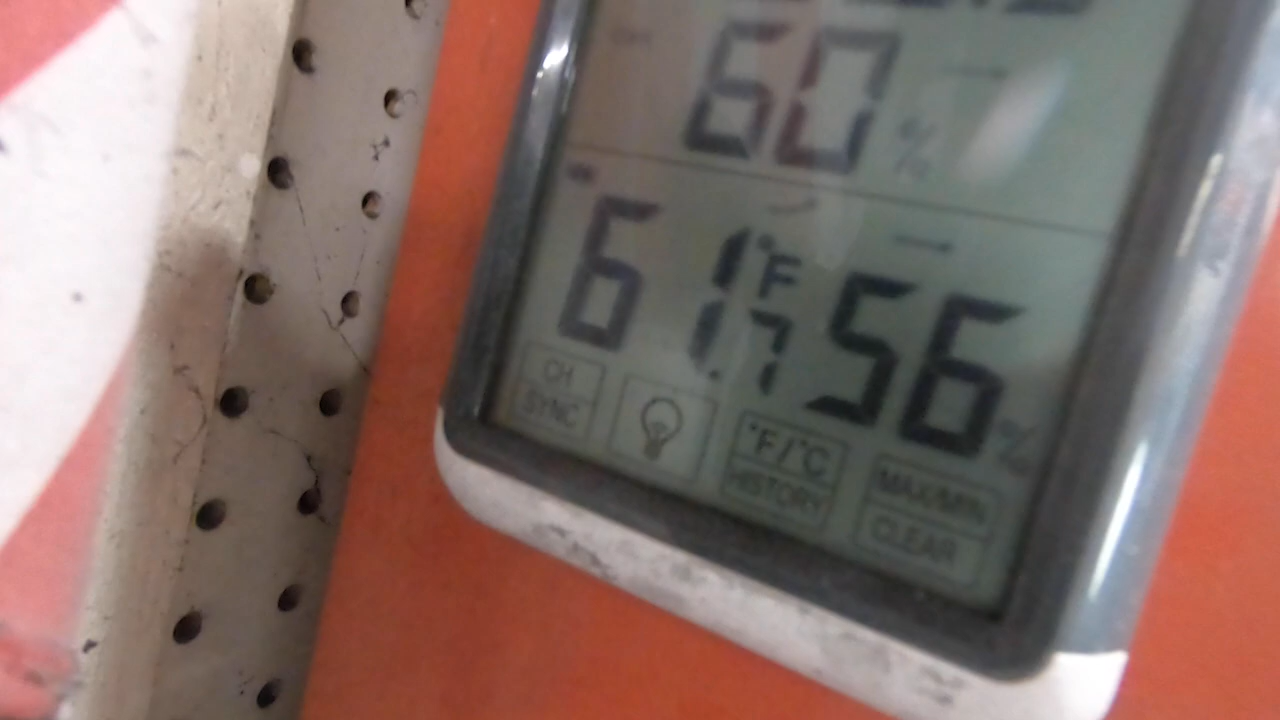 60 %
61.7 °F 56 %
CH °F/°C MAX/MIN
SYNC HISTORY CLEAR